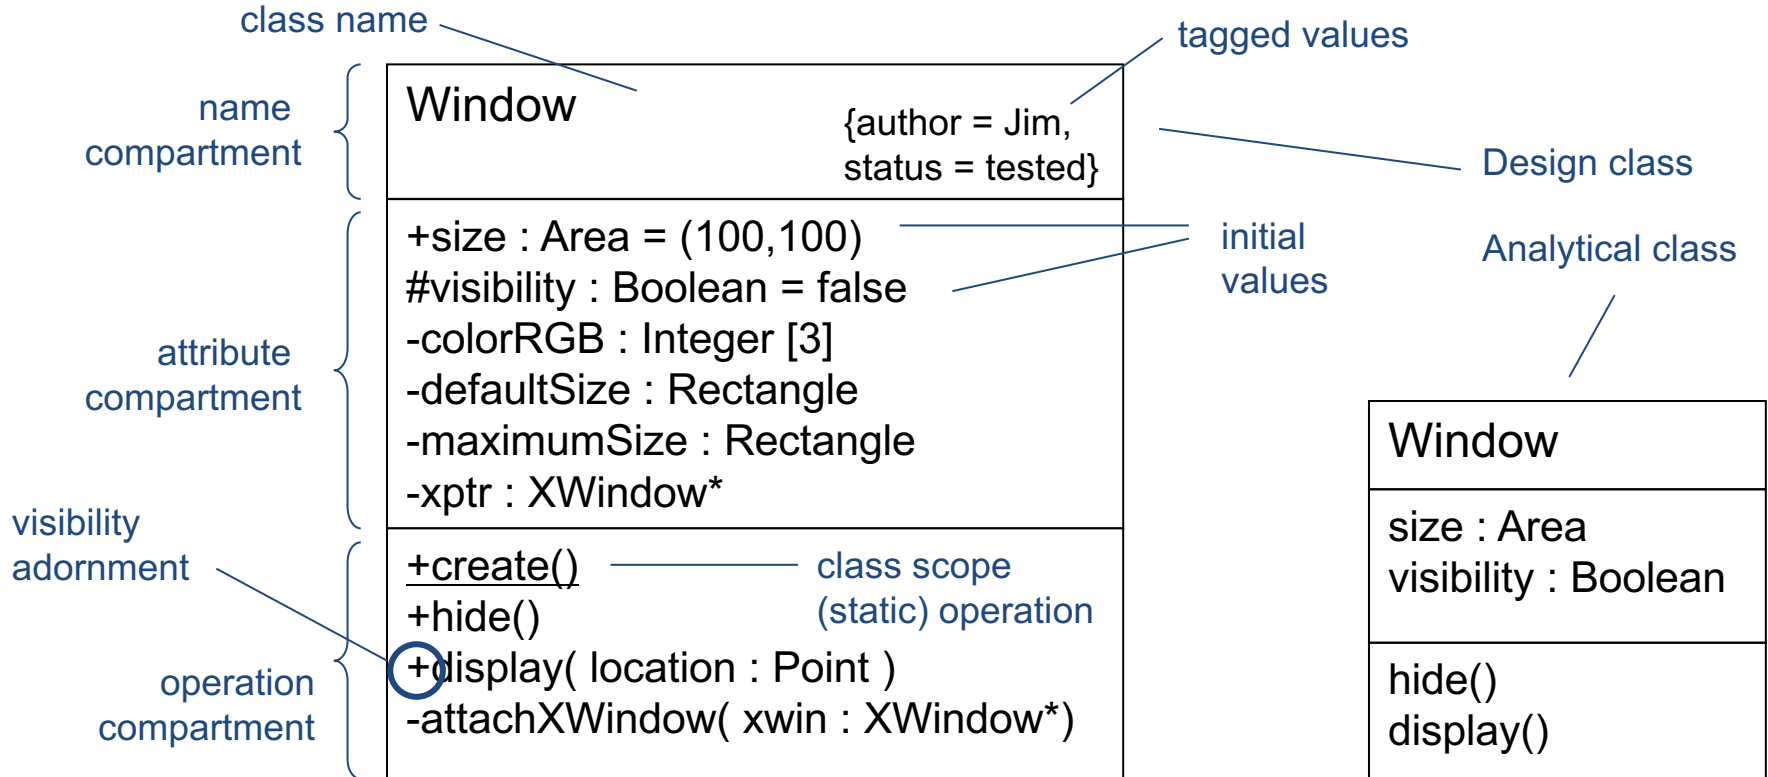 class name
tagged values
name
compartment
Window
{author = Jim,
status = tested}
Design class
attribute
compartment
+size : Area = (100,100)
#visibility : Boolean = false
-colorRGB : Integer [3]
-defaultSize : Rectangle
-maximumSize : Rectangle
-xptr : XWindow*
initial
values
Analytical class
visibility
adornment
operation
compartment
+create()
+hide()
+display( location : Point )
-attachXWindow( xwin : XWindow*)
class scope
(static) operation
Window
size : Area
visibility : Boolean
hide()
display()